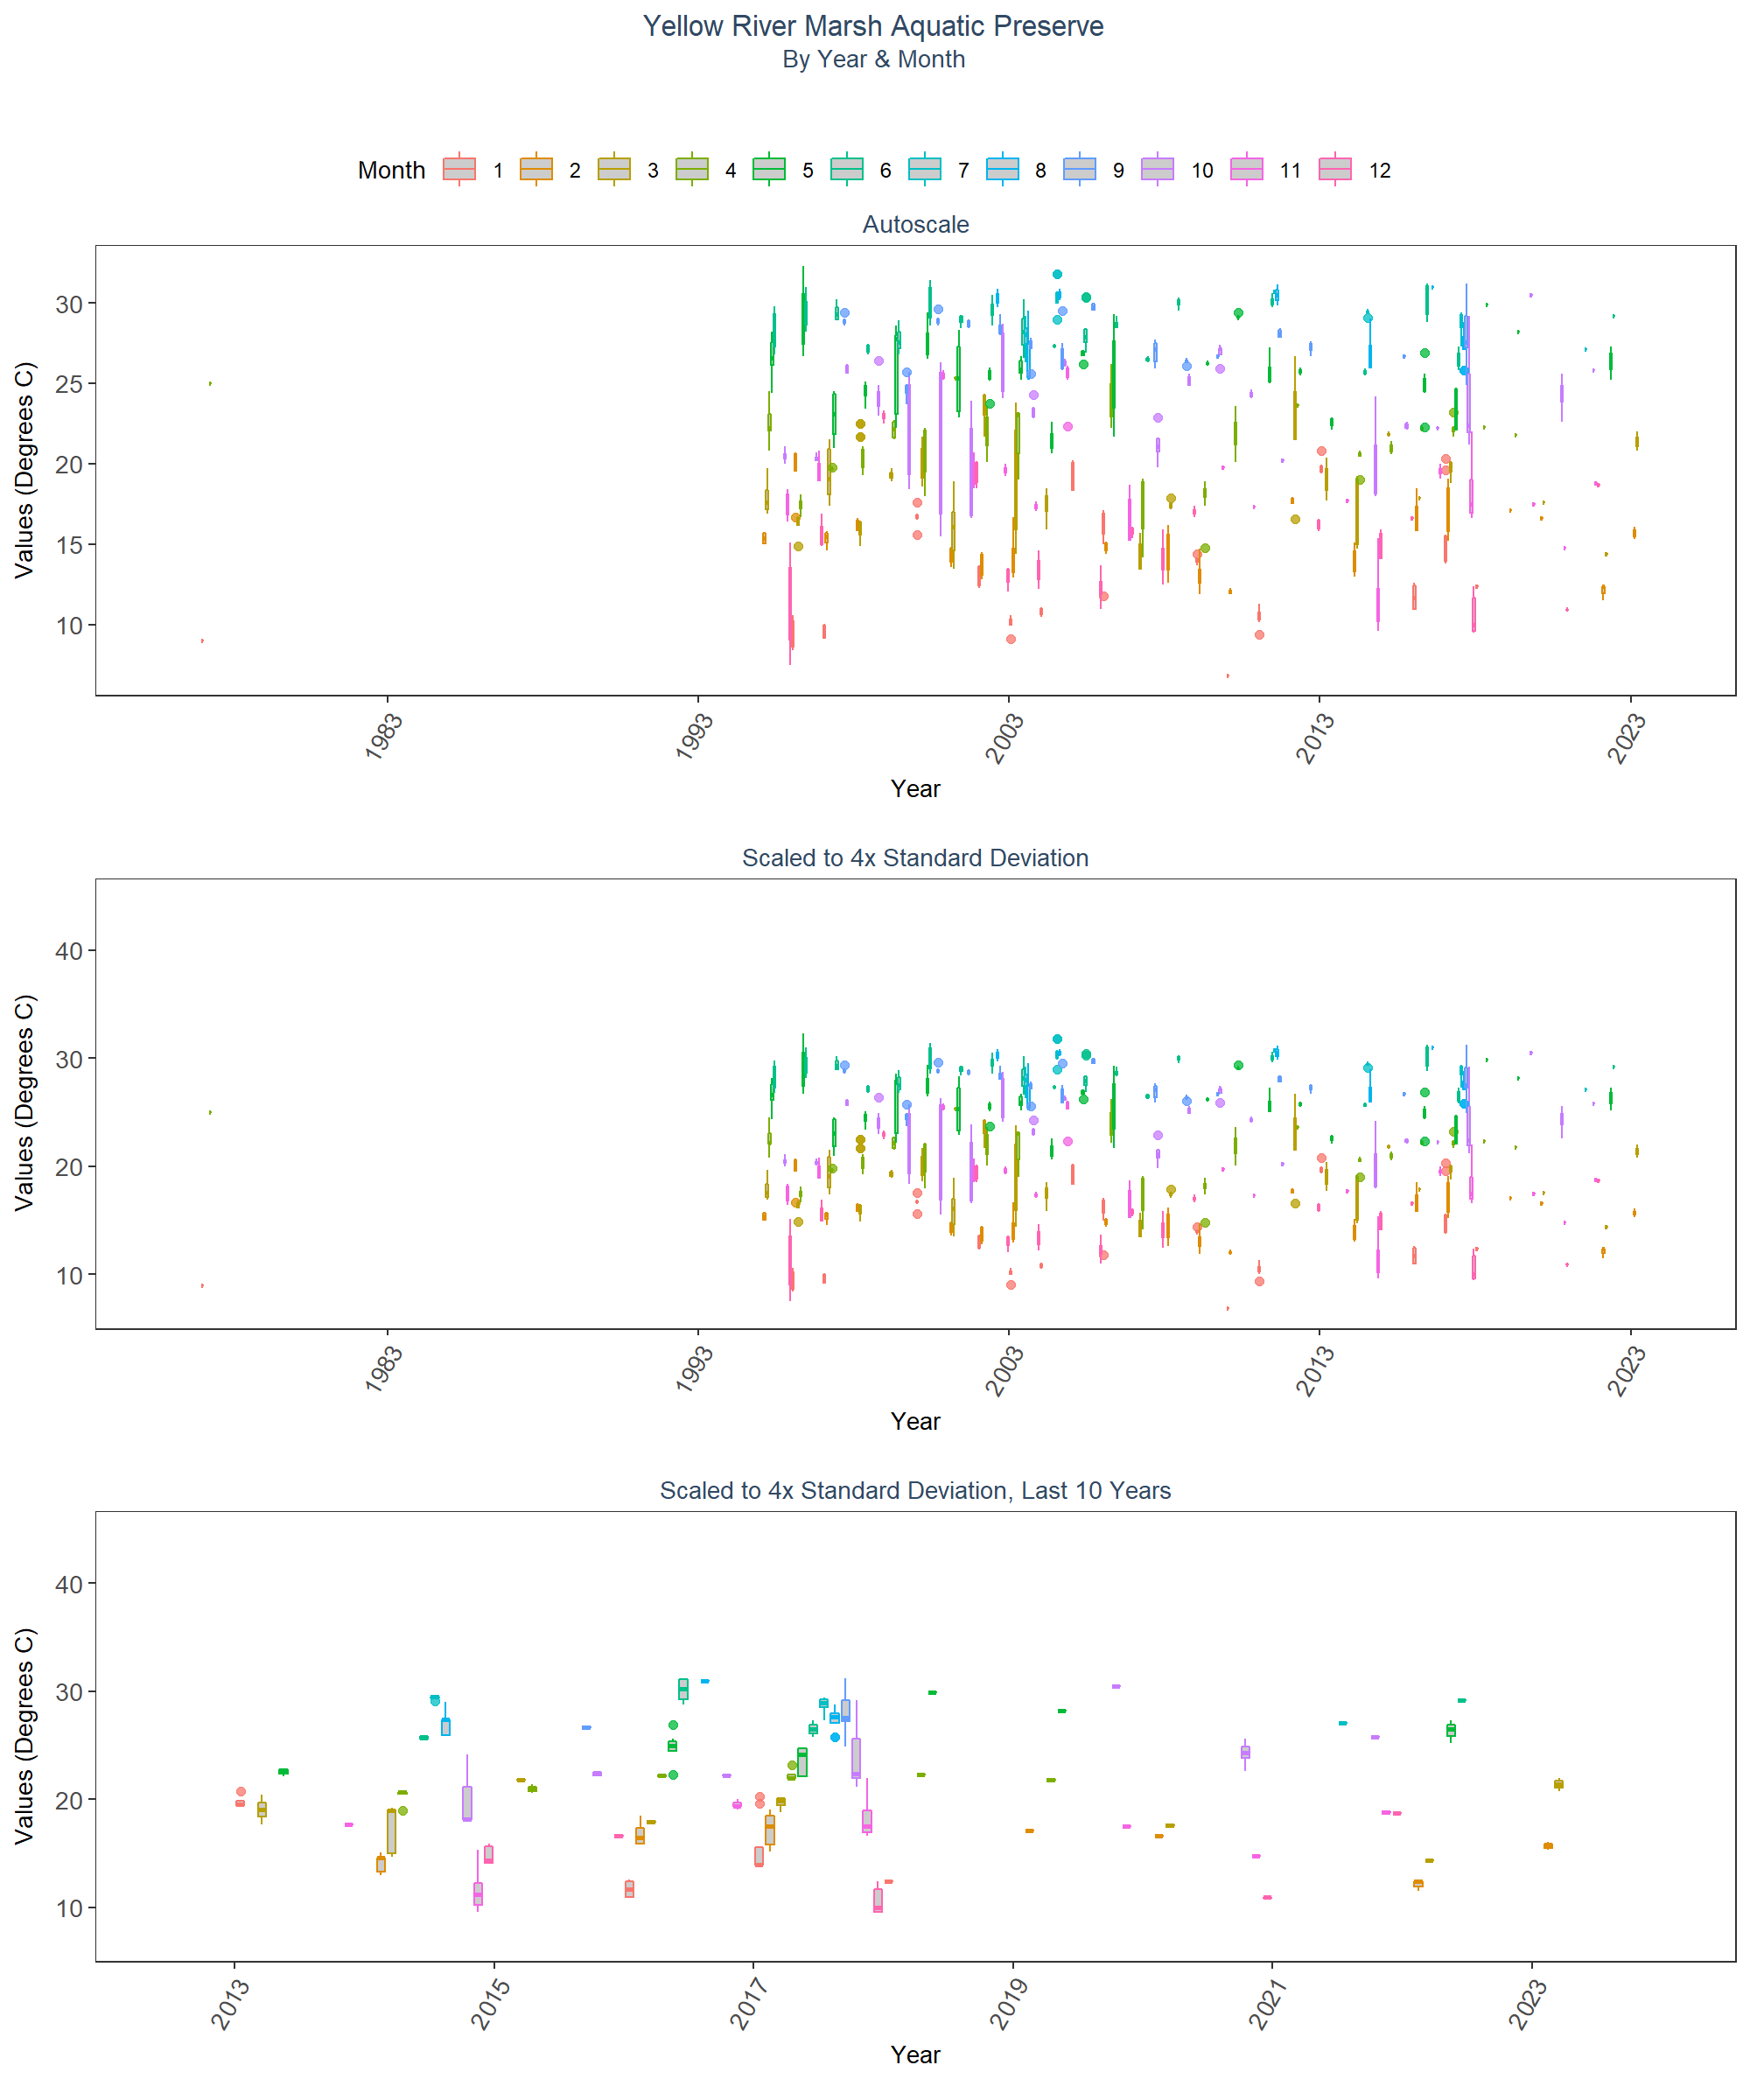 Yellow River Marsh Aquatic Preserve
By Year & Month
Month 1 2 3 4 5 6 7 8 9 10 11 12
Autoscale
Values (Degrees C)
30
25
20
15
10
1983 1993 2003 2013 2023
Year
Scaled to 4x Standard Deviation
Values (Degrees C)
40
30
20
10
1983 1993 2003 2013 2023
Year
Scaled to 4x Standard Deviation, Last 10 Years
Values (Degrees C)
40
30
20
10
2013 2015 2017 2019 2021 2023
Year